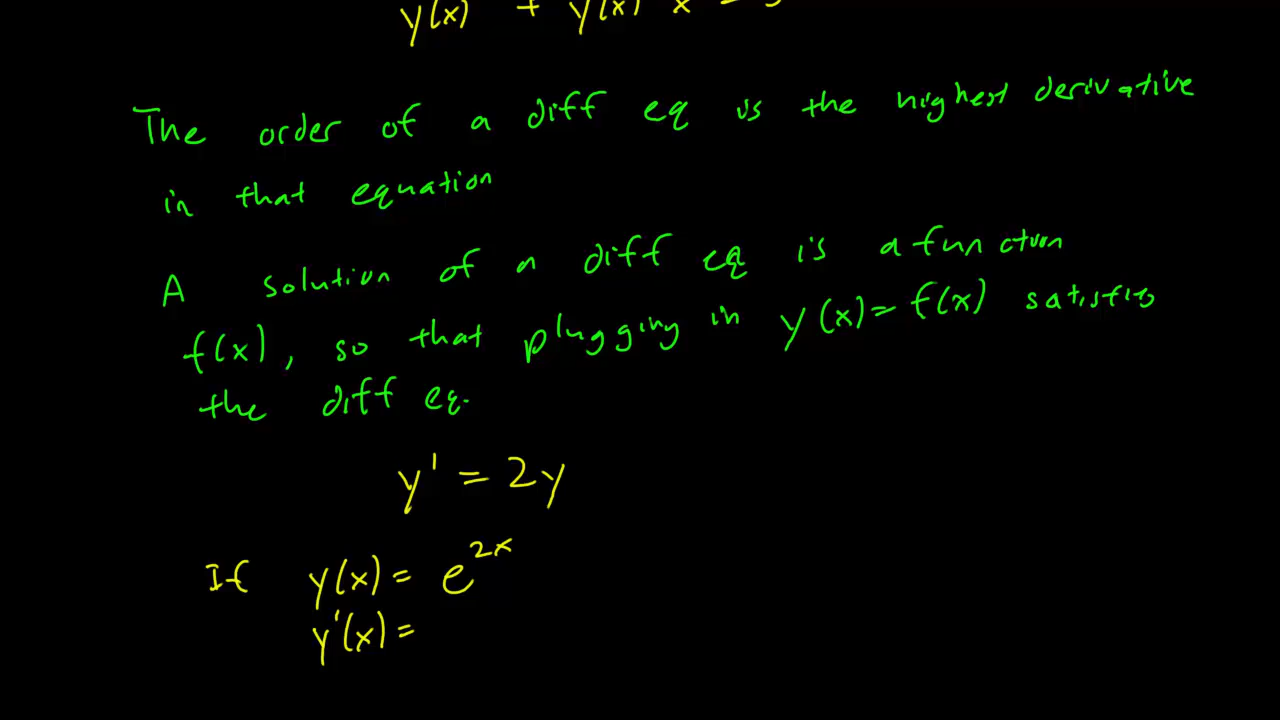 y(x) + y(x) x
The order of a diff eq is the highest derivative
in that equation
A solution of a diff eq is a function
f(x), so that plugging in y(x) = f(x) satisfies
the diff eq.
y' = 2y
If y(x) = e^{2x}
y'(x) =